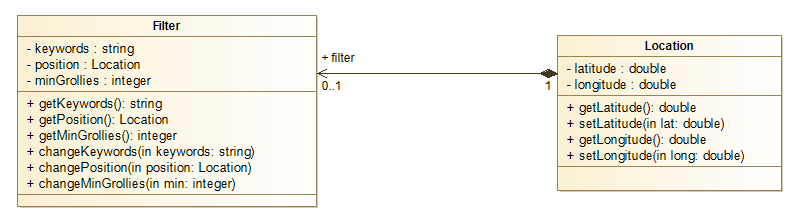 Filter
- keywords : string
- position : Location
- minGrollies : integer
+ getKeywords(): string
+ getPosition(): Location
+ getMinGrollies(): integer
+ changeKeywords(in keywords: string)
+ changePosition(in position: Location)
+ changeMinGrollies(in min: integer)
+ filter
0..1
1
Location
- latitude : double
- longitude : double
+ getLatitude(): double
+ setLatitude(in lat: double)
+ getLongitude(): double
+ setLongitude(in long: double)